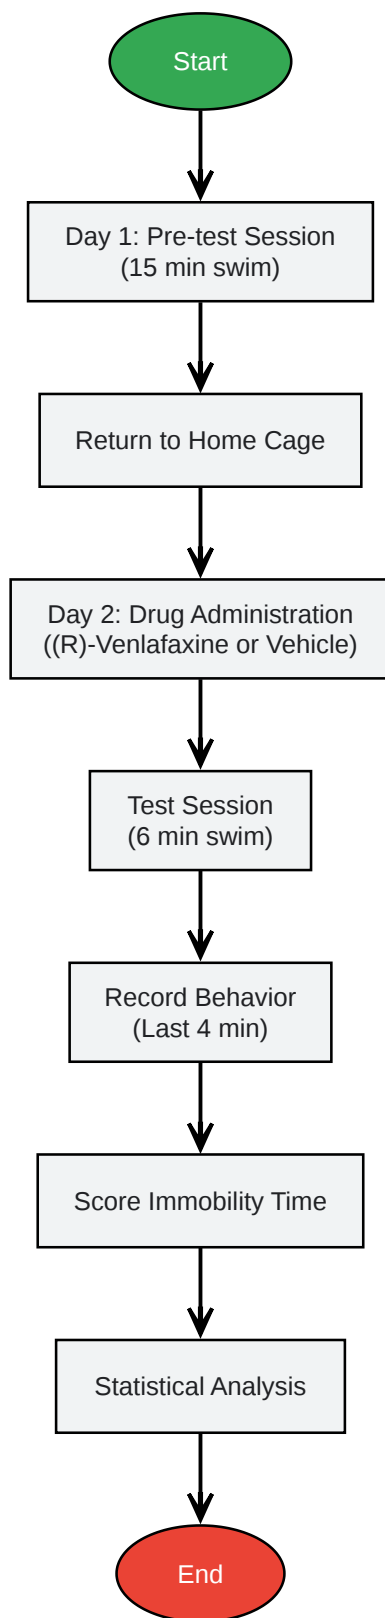 Start
Day 1: Pre-test Session
(15 min swim)
Return to Home Cage
Day 2: Drug Administration
((R)-Venlafaxine or Vehicle)
Test Session
(6 min swim)
Record Behavior
(Last 4 min)
Score Immobility Time
Statistical Analysis
End